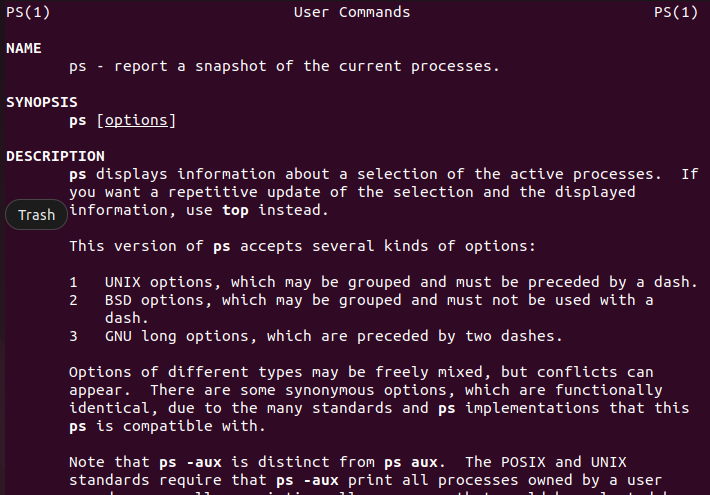 PS(1) User Commands PS(1)
NAME
ps - report a snapshot of the current processes.
SYNOPSIS
ps [options]
DESCRIPTION
ps displays information about a selection of the active processes. If
you want a repetitive update of the selection and the displayed
information, use top instead.
Trash
This version of ps accepts several kinds of options:
1 UNIX options, which may be grouped and must be preceded by a dash.
2 BSD options, which may be grouped and must not be used with a
dash.
3 GNU long options, which are preceded by two dashes.
Options of different types may be freely mixed, but conflicts can
appear. There are some synonymous options, which are functionally
identical, due to the many standards and ps implementations that this
ps is compatible with.
Note that ps -aux is distinct from ps aux. The POSIX and UNIX
standards require that ps -aux print all processes owned by a user